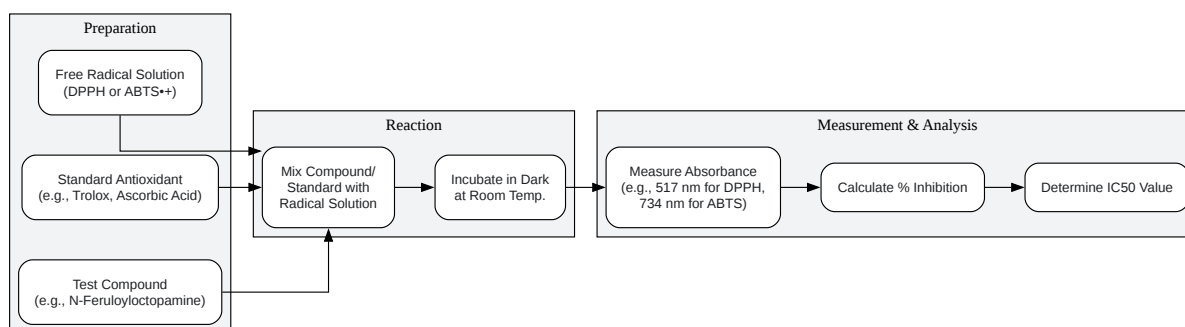 Preparation
Free Radical Solution
(DPPH or ABTS•+)
Standard Antioxidant
(e.g., Trolox, Ascorbic Acid)
Test Compound
(e.g., N-Feruloyloctopamine)
Reaction
Mix Compound/
Standard with
Radical Solution
Incubate in Dark
at Room Temp.
Measurement & Analysis
Measure Absorbance
(e.g., 517 nm for DPPH,
734 nm for ABTS)
Calculate % Inhibition
Determine IC50 Value